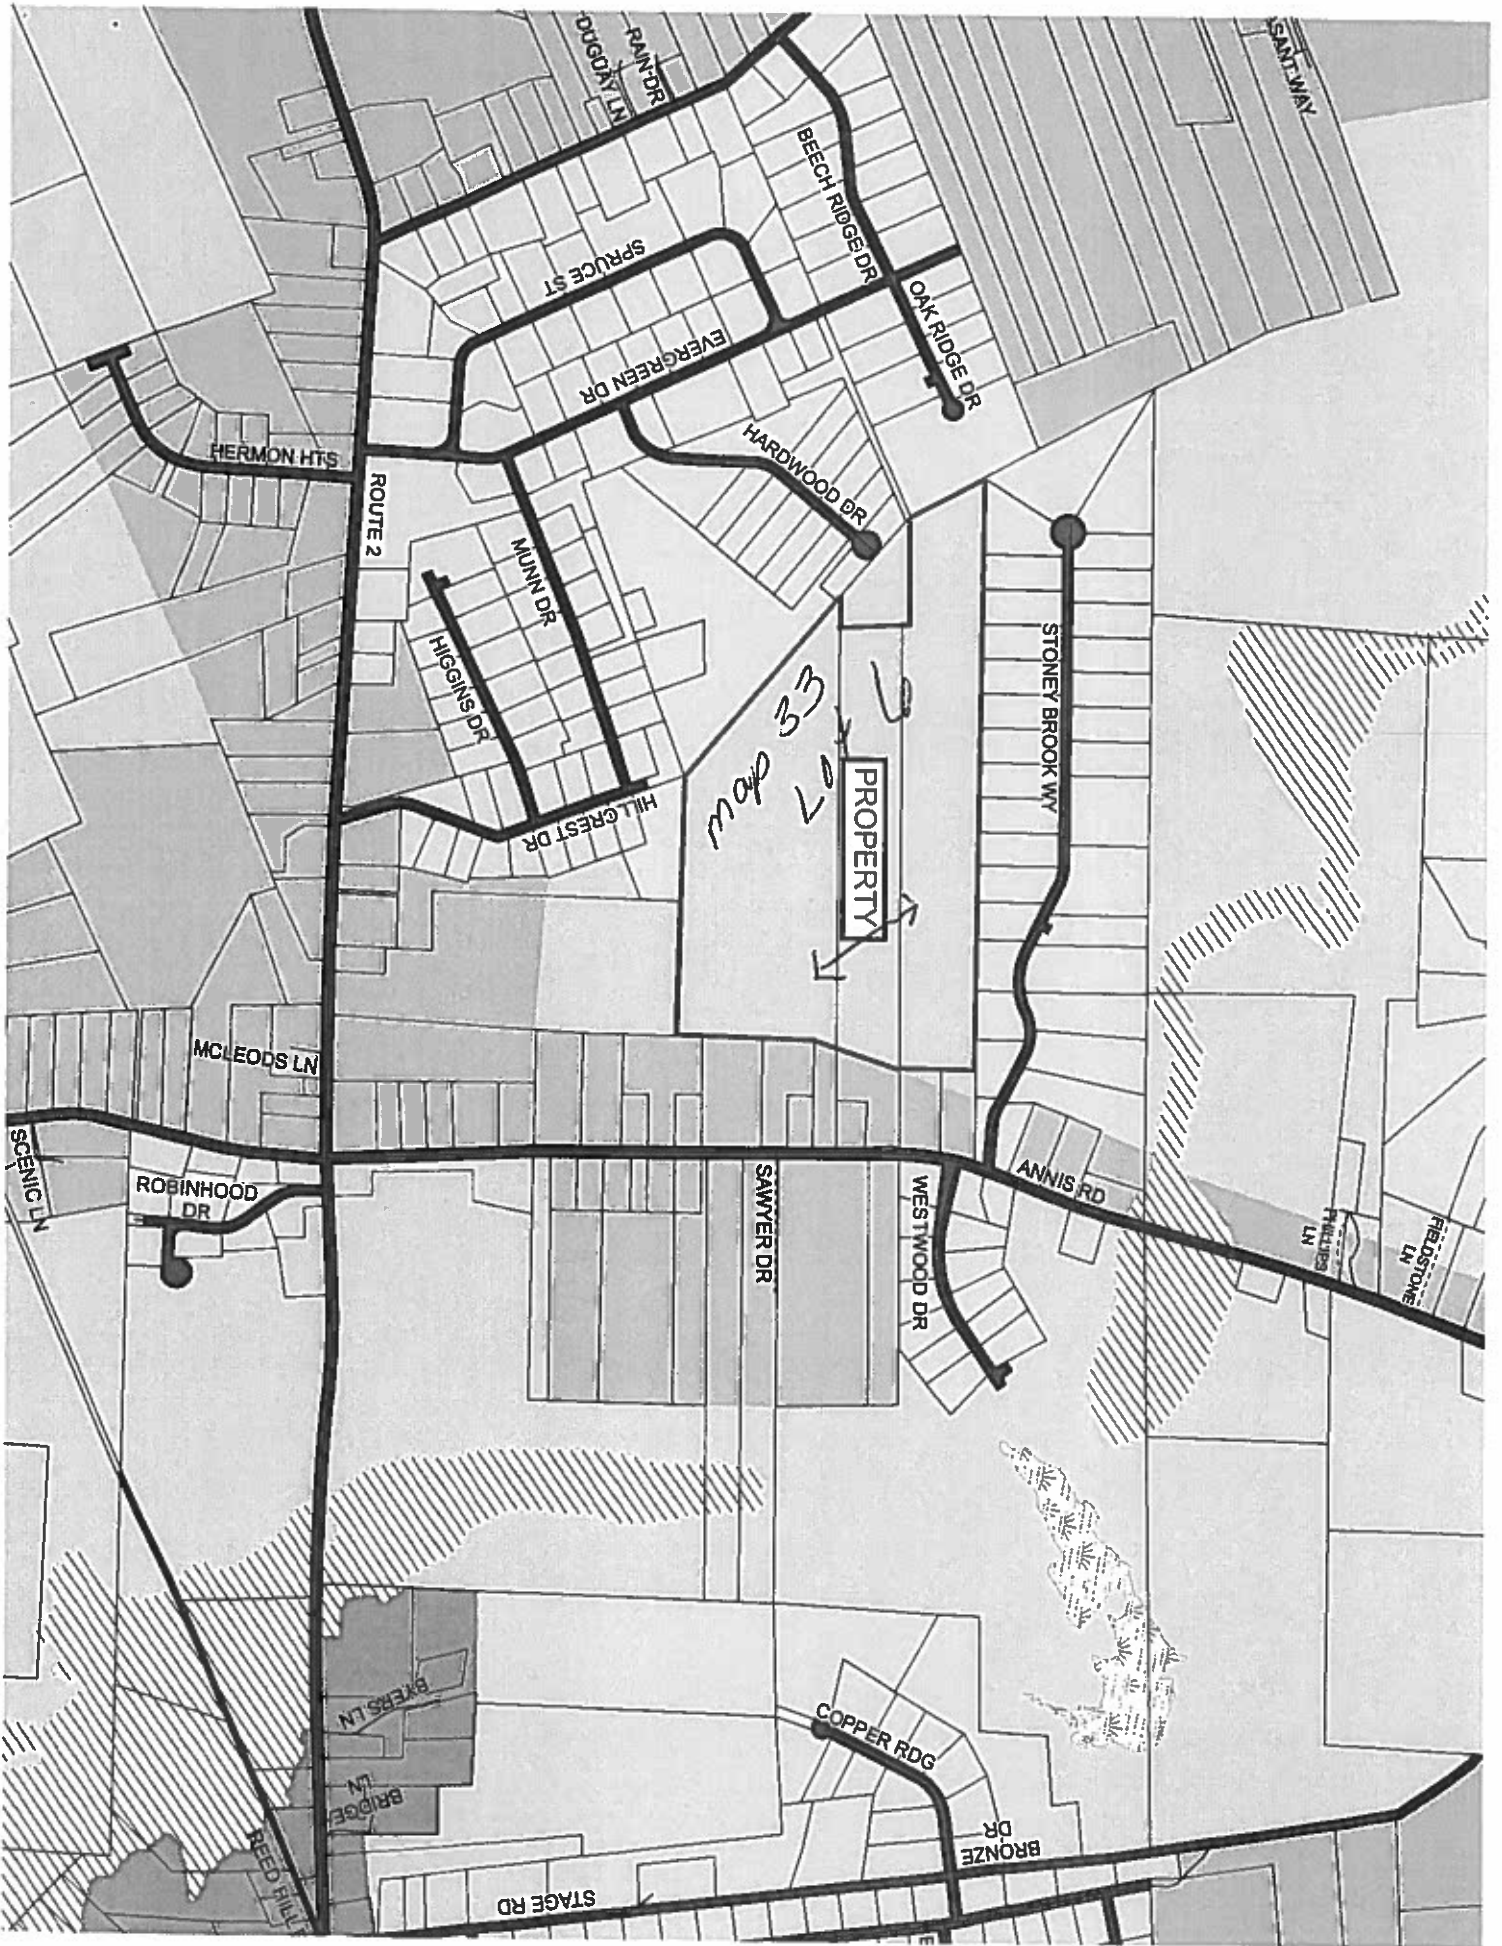 ASANT WAY
RAIN DR
DUGUAY LN
BEECH RIDGE DR
SPRUCE ST
OAK RIDGE DR
EVERGREEN DR
HARDWOOD DR
HERMON HTS
ROUTE 2
MUNN DR
HIGGINS DR
STONEY BROOK WY
map 33
Lot
6
PROPERTY
HILLCREST DR
MCLEODS LN
SCENIC LN
ROBINHOOD
DR
SAWYER DR
WESTWOOD DR
ANNIS RD
PHILLIPS
LN
FIELDSTONE
LN
BYERS LN
BRIDGE
LN
COPPER RDG
BRONZE
DR
REED HILL
STAGE RD